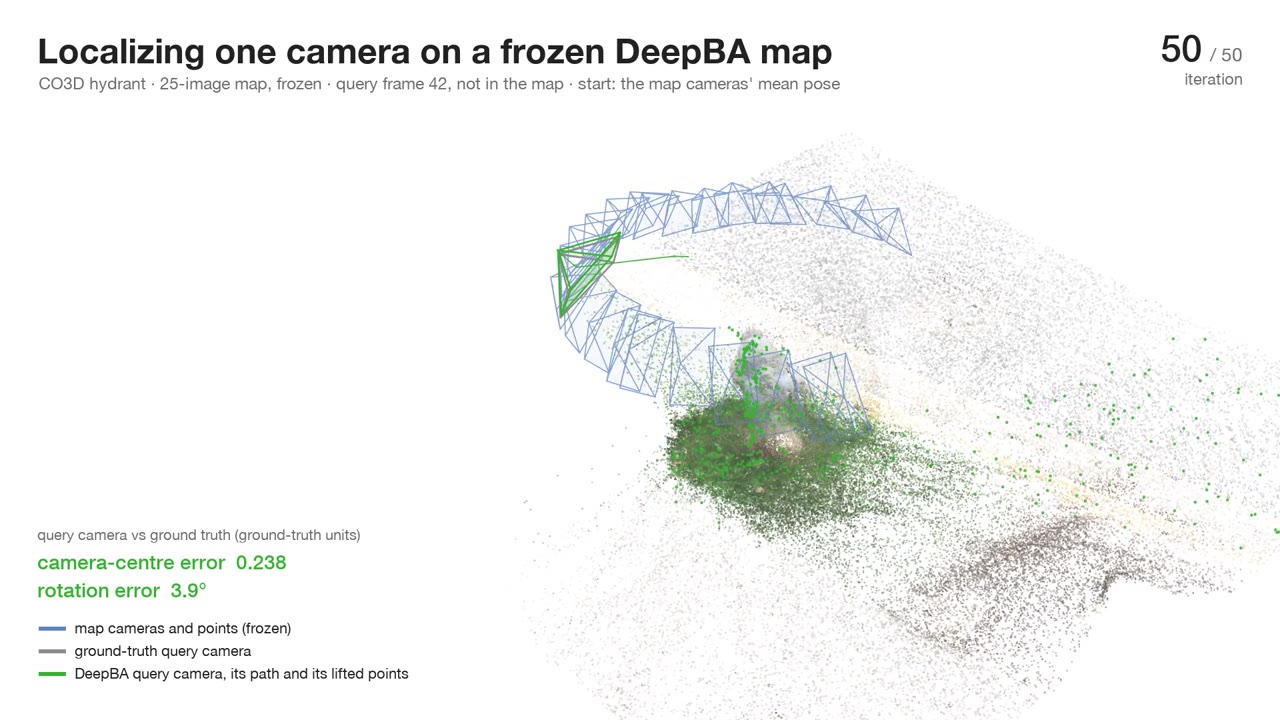 Localizing one camera on a frozen DeepBA map
50 / 50
CO3D hydrant · 25-image map, frozen · query frame 42, not in the map · start: the map cameras' mean pose
iteration
query camera vs ground truth (ground-truth units)
camera-centre error 0.238
rotation error 3.9°
map cameras and points (frozen)
ground-truth query camera
DeepBA query camera, its path and its lifted points